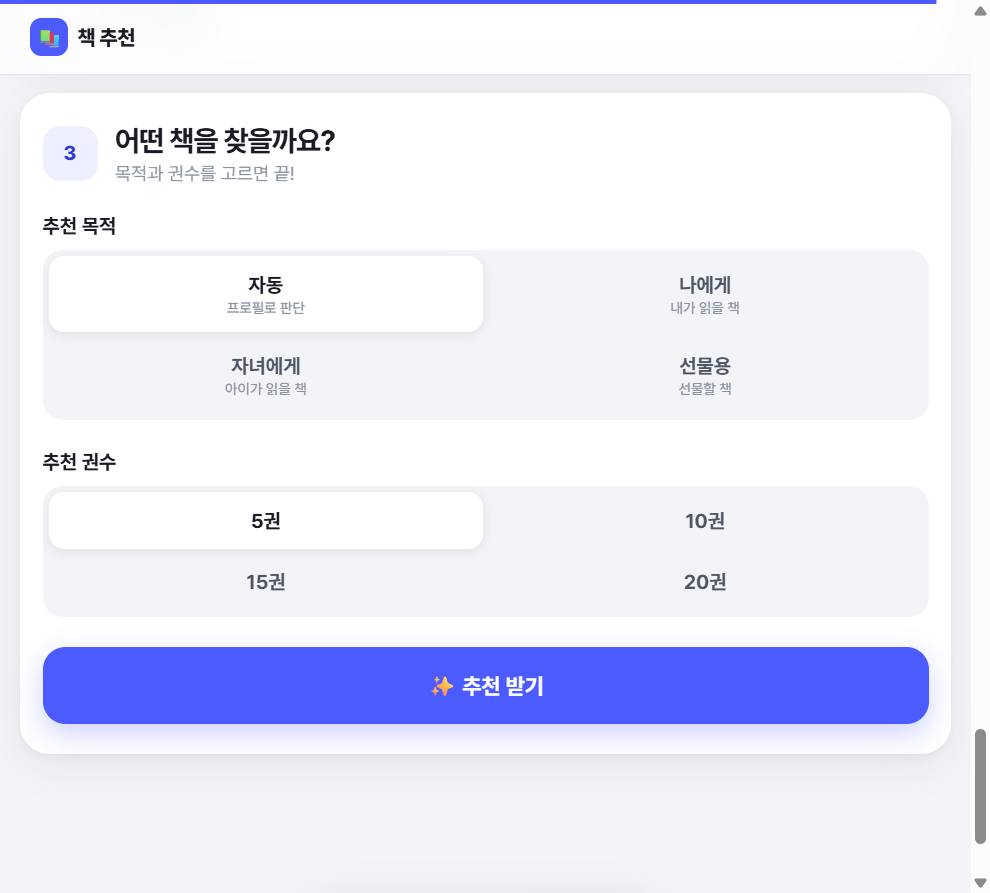 책 추천
3
어떤 책을 찾을까요?
목적과 권수를 고르면 끝!
추천 목적
자동
프로필로 판단
나에게
내가 읽을 책
자녀에게
아이가 읽을 책
선물용
선물할 책
추천 권수
5권
10권
15권
20권
✨ 추천 받기